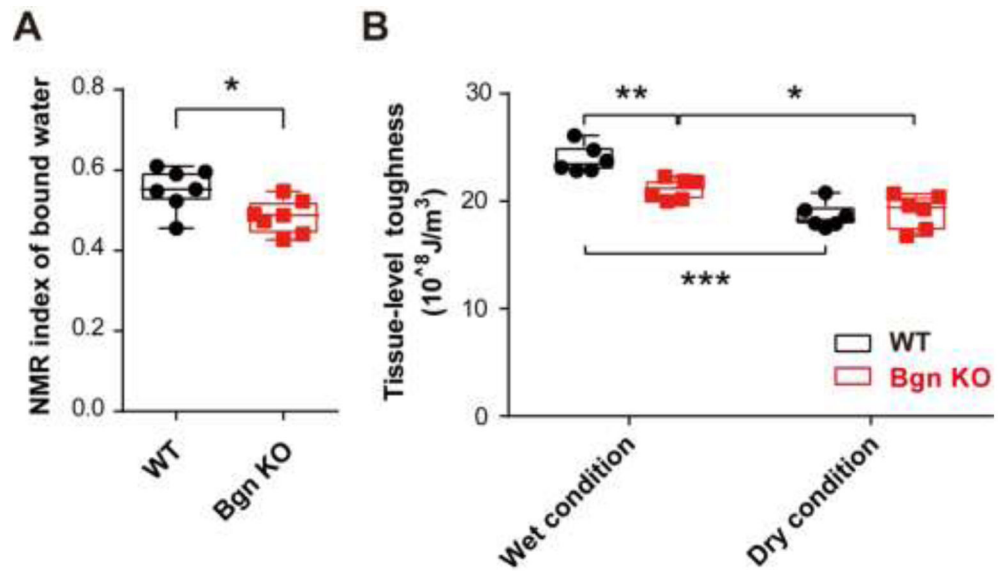 A
NMR index of bound water
0.8
0.6
0.4
0.2
0.0
*
WT
Bgn KO
B
Tissue-level toughness
(10^8J/m3)
30
20
10
0
**
*
***
WT
Bgn KO
Wet condition
Dry condition